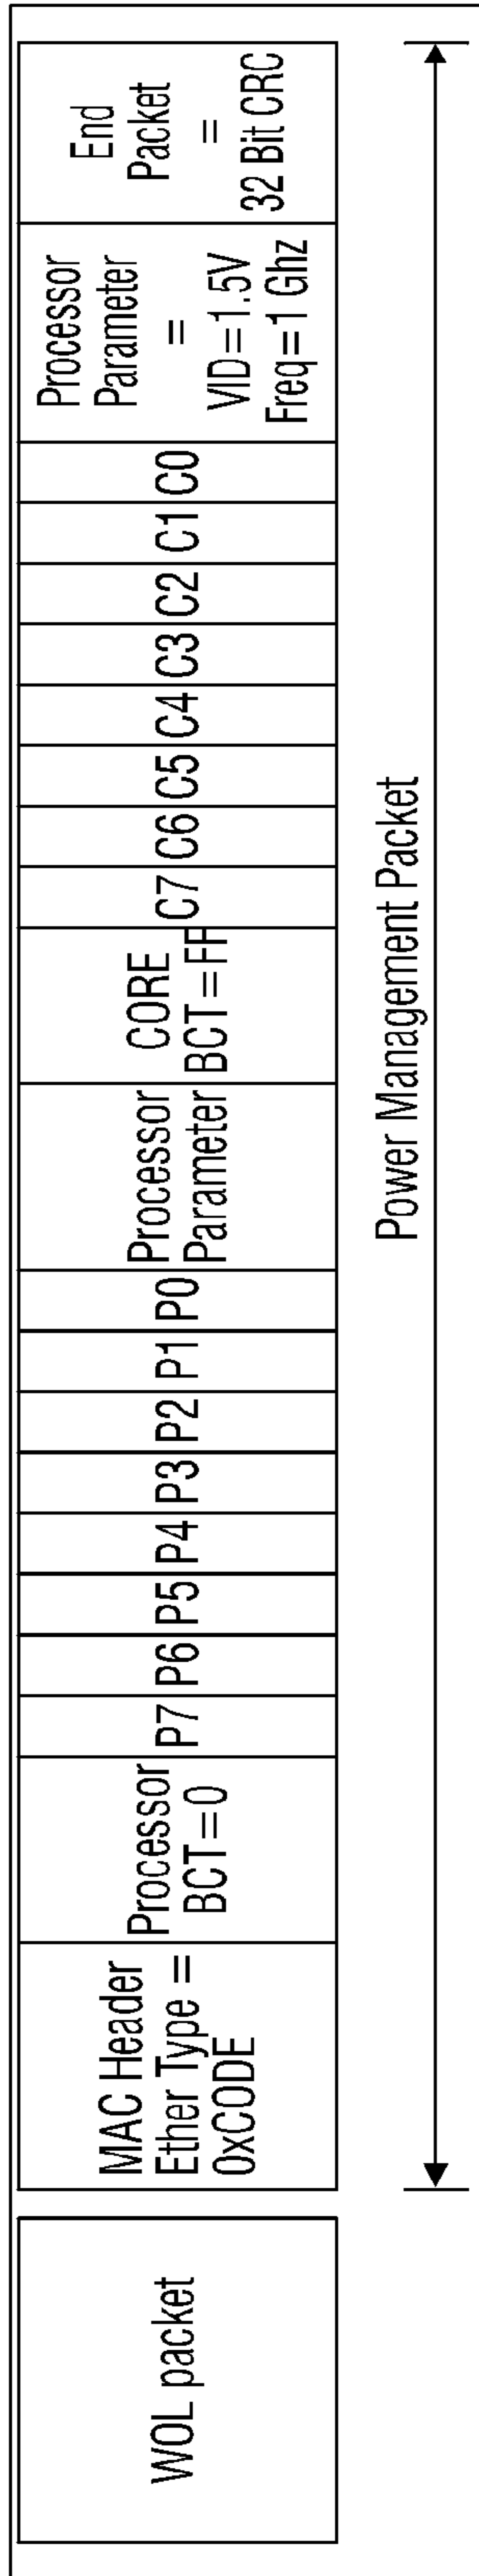 WOL packet
MAC Header
Ether Type =
0xCODE
Processor
BCT=0
P7
P6
P5
P4
P3
P2
P1
P0
Processor
Parameter
CORE
BCT=FF
C7
C6
C5
C4
C3
C2
C1
C0
Processor
Parameter
=
VID=1.5V
Freq=1 Ghz
End
Packet
=
32 Bit CRC
Power Management Packet